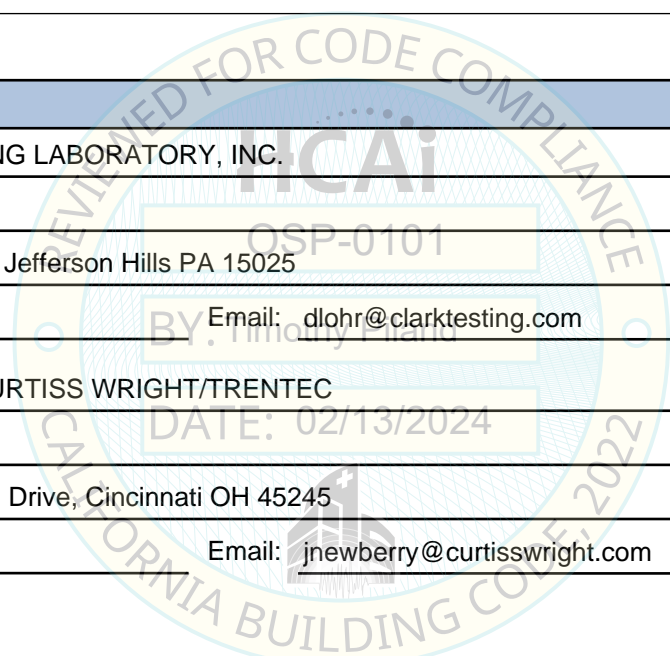 REVIEWED FOR CODE COMPLIANCE
HCAi
NG LABORATORY, INC.
OSP-0101
Jefferson Hills PA 15025
Email: dlohr@clarktesting.com
BY: Timothy Piland
URTISS WRIGHT/TRENTEC
DATE: 02/13/2024
Drive, Cincinnati OH 45245
Email: jnewberry@curtisswright.com
CALIFORNIA BUILDING CODE, 2022